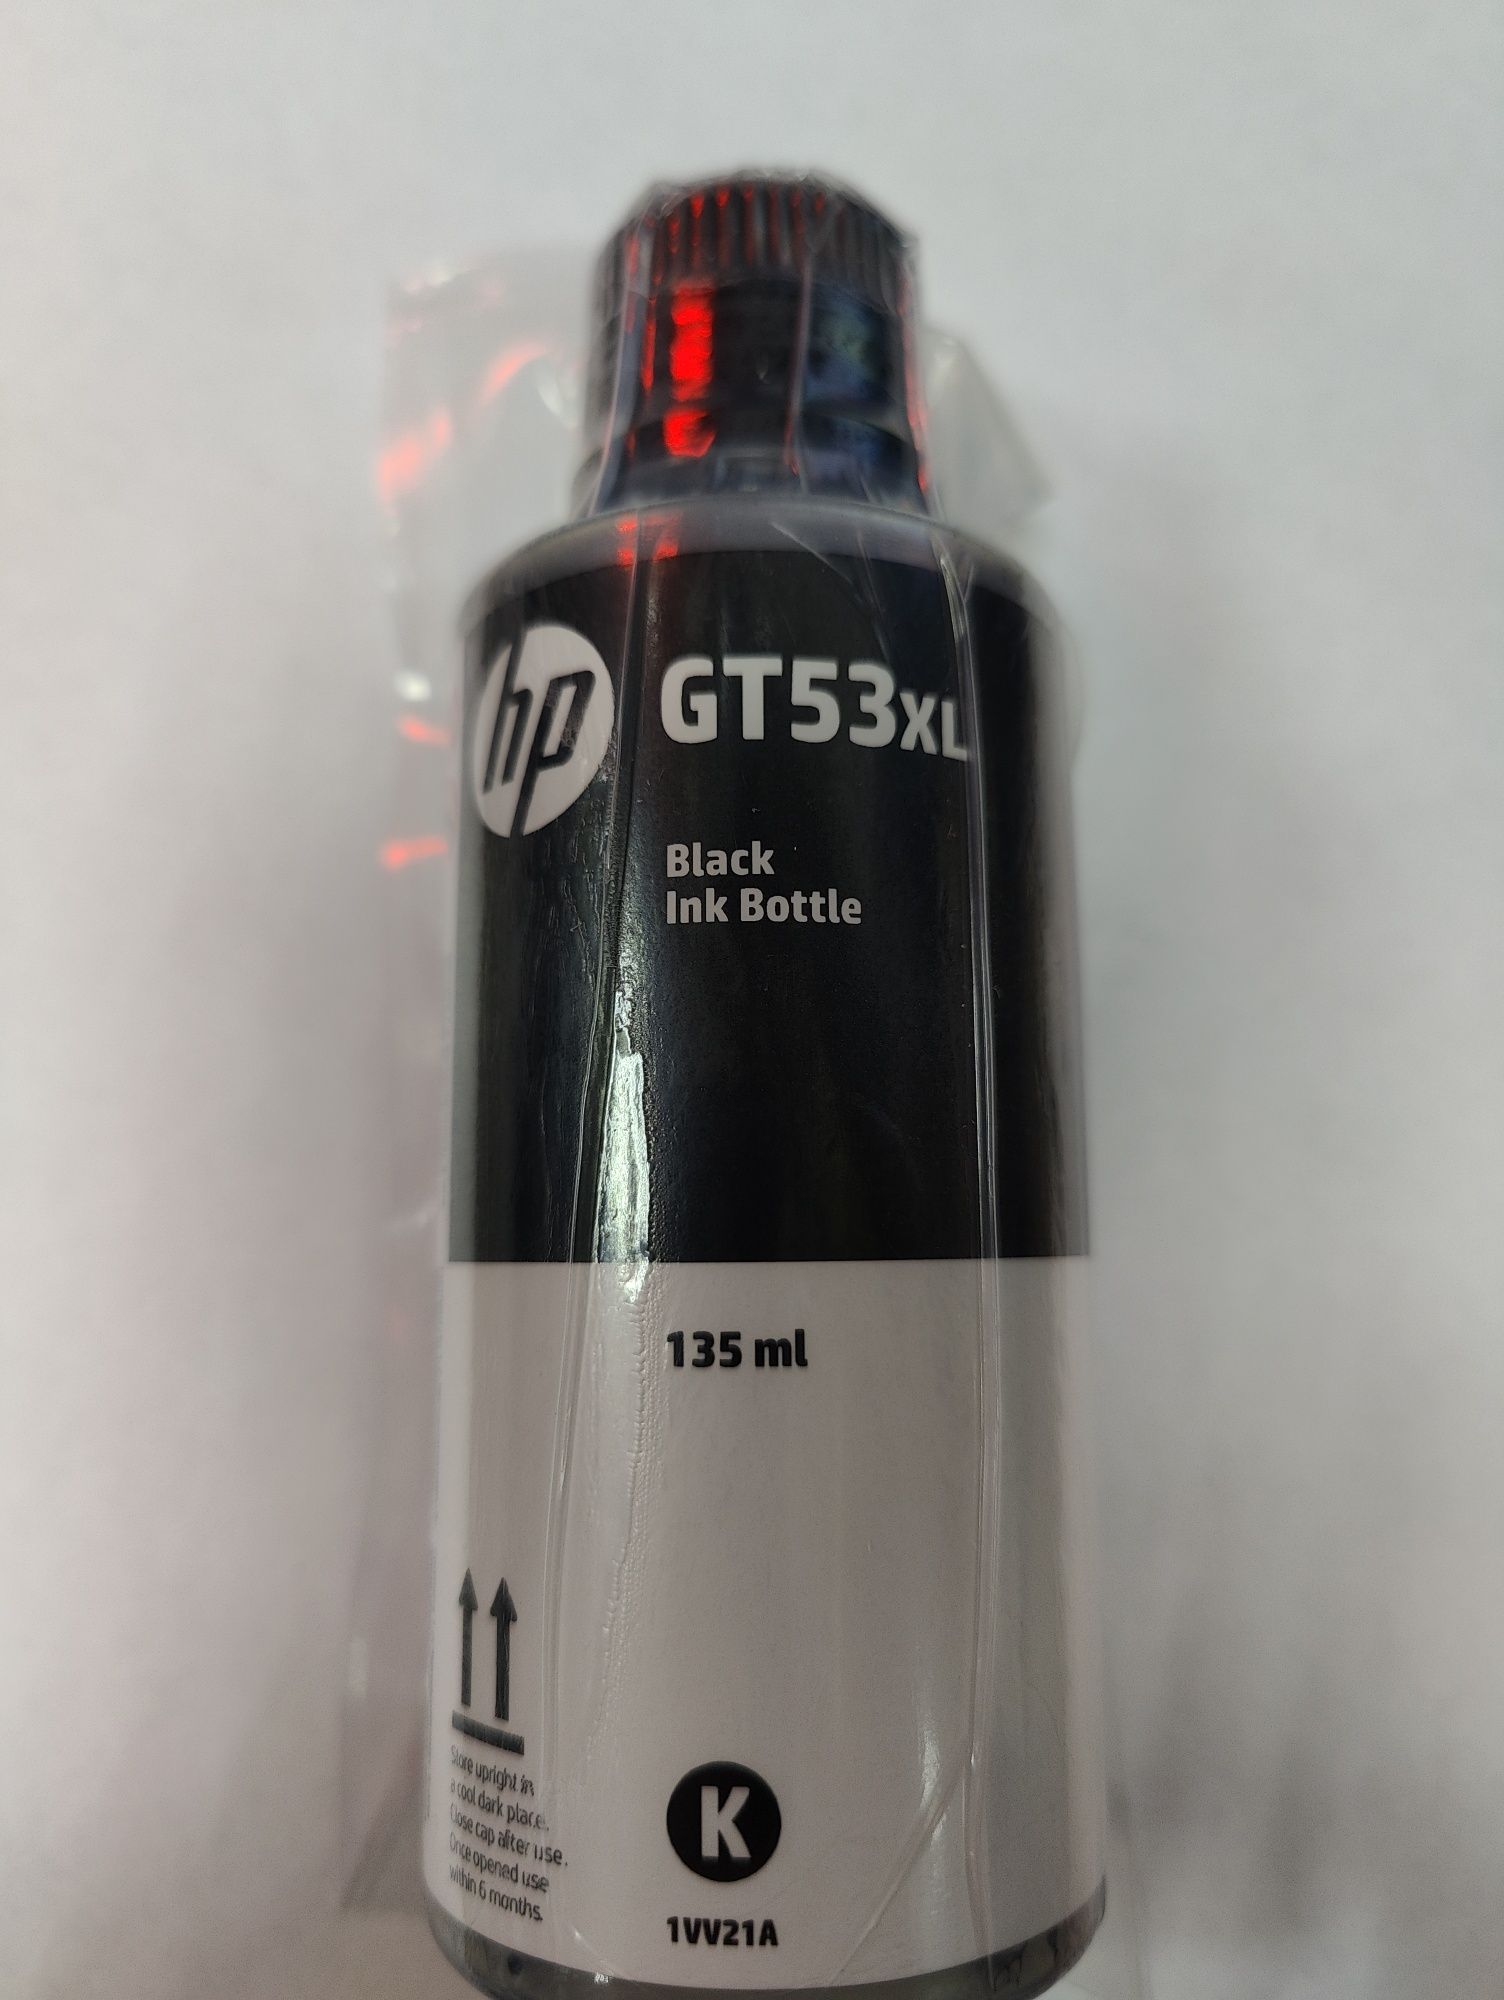 hp
GT53XL
Black
Ink Bottle
135 ml
Store upright in
a cool dark place.
Close cap after use.
Once opened use
within 6 months.
K
1VV21A